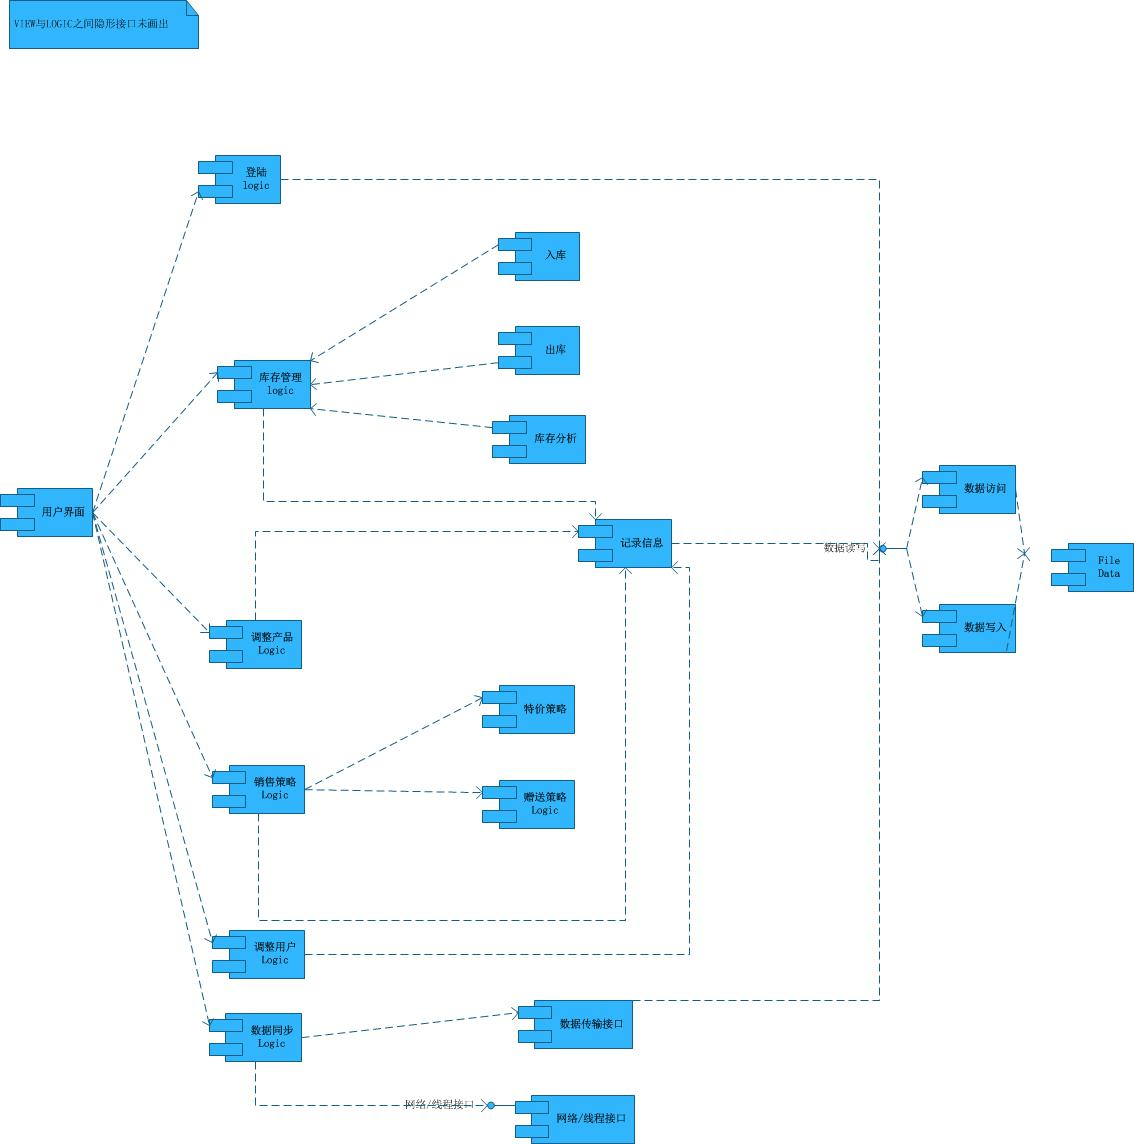 VIEW与LOGIC之间隐形接口未画出
登陆
logic
入库
出库
库存管理
logic
库存分析
用户界面
数据访问
记录信息
数据读写
File
Data
调整产品
Logic
数据写入
特价策略
销售策略
Logic
赠送策略
Logic
调整用户
Logic
数据同步
Logic
数据传输接口
网络/线程接口
网络/线程接口